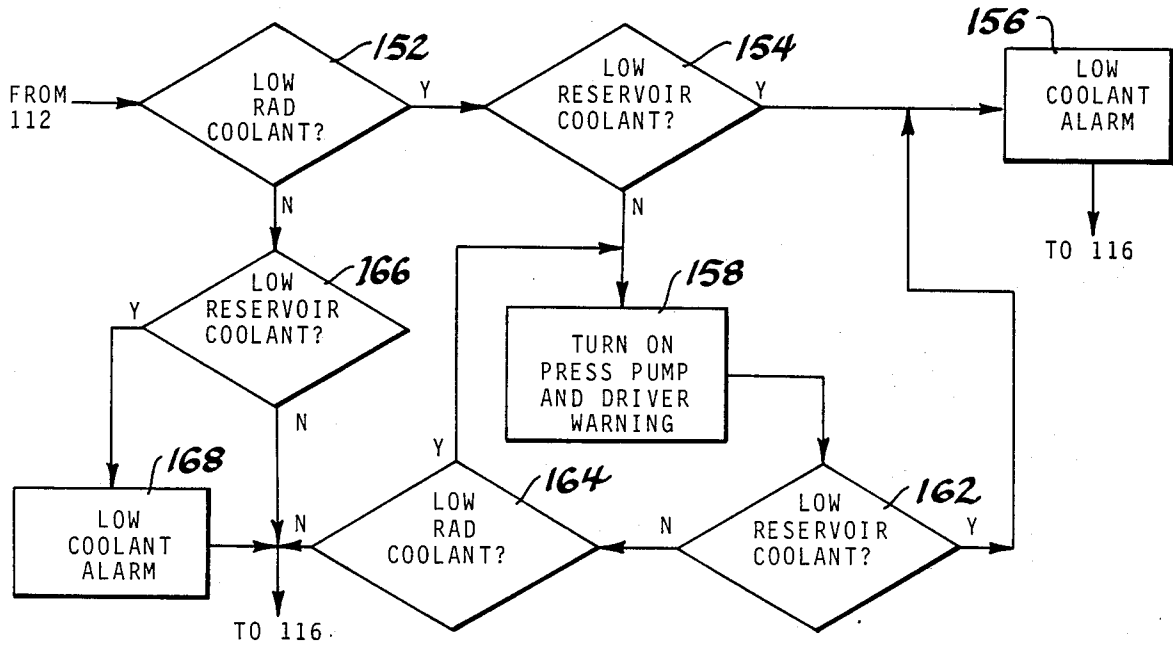 152
154
156
FROM
112
LOW
RAD
COOLANT?
Y
LOW
RESERVOIR
COOLANT?
Y
LOW
COOLANT
ALARM
N
N
TO 116
166
LOW
RESERVOIR
COOLANT?
Y
N
158
TURN ON
PRESS PUMP
AND DRIVER
WARNING
168
LOW
COOLANT
ALARM
N
164
LOW
RAD
COOLANT?
Y
N
162
LOW
RESERVOIR
COOLANT?
Y
TO 116.